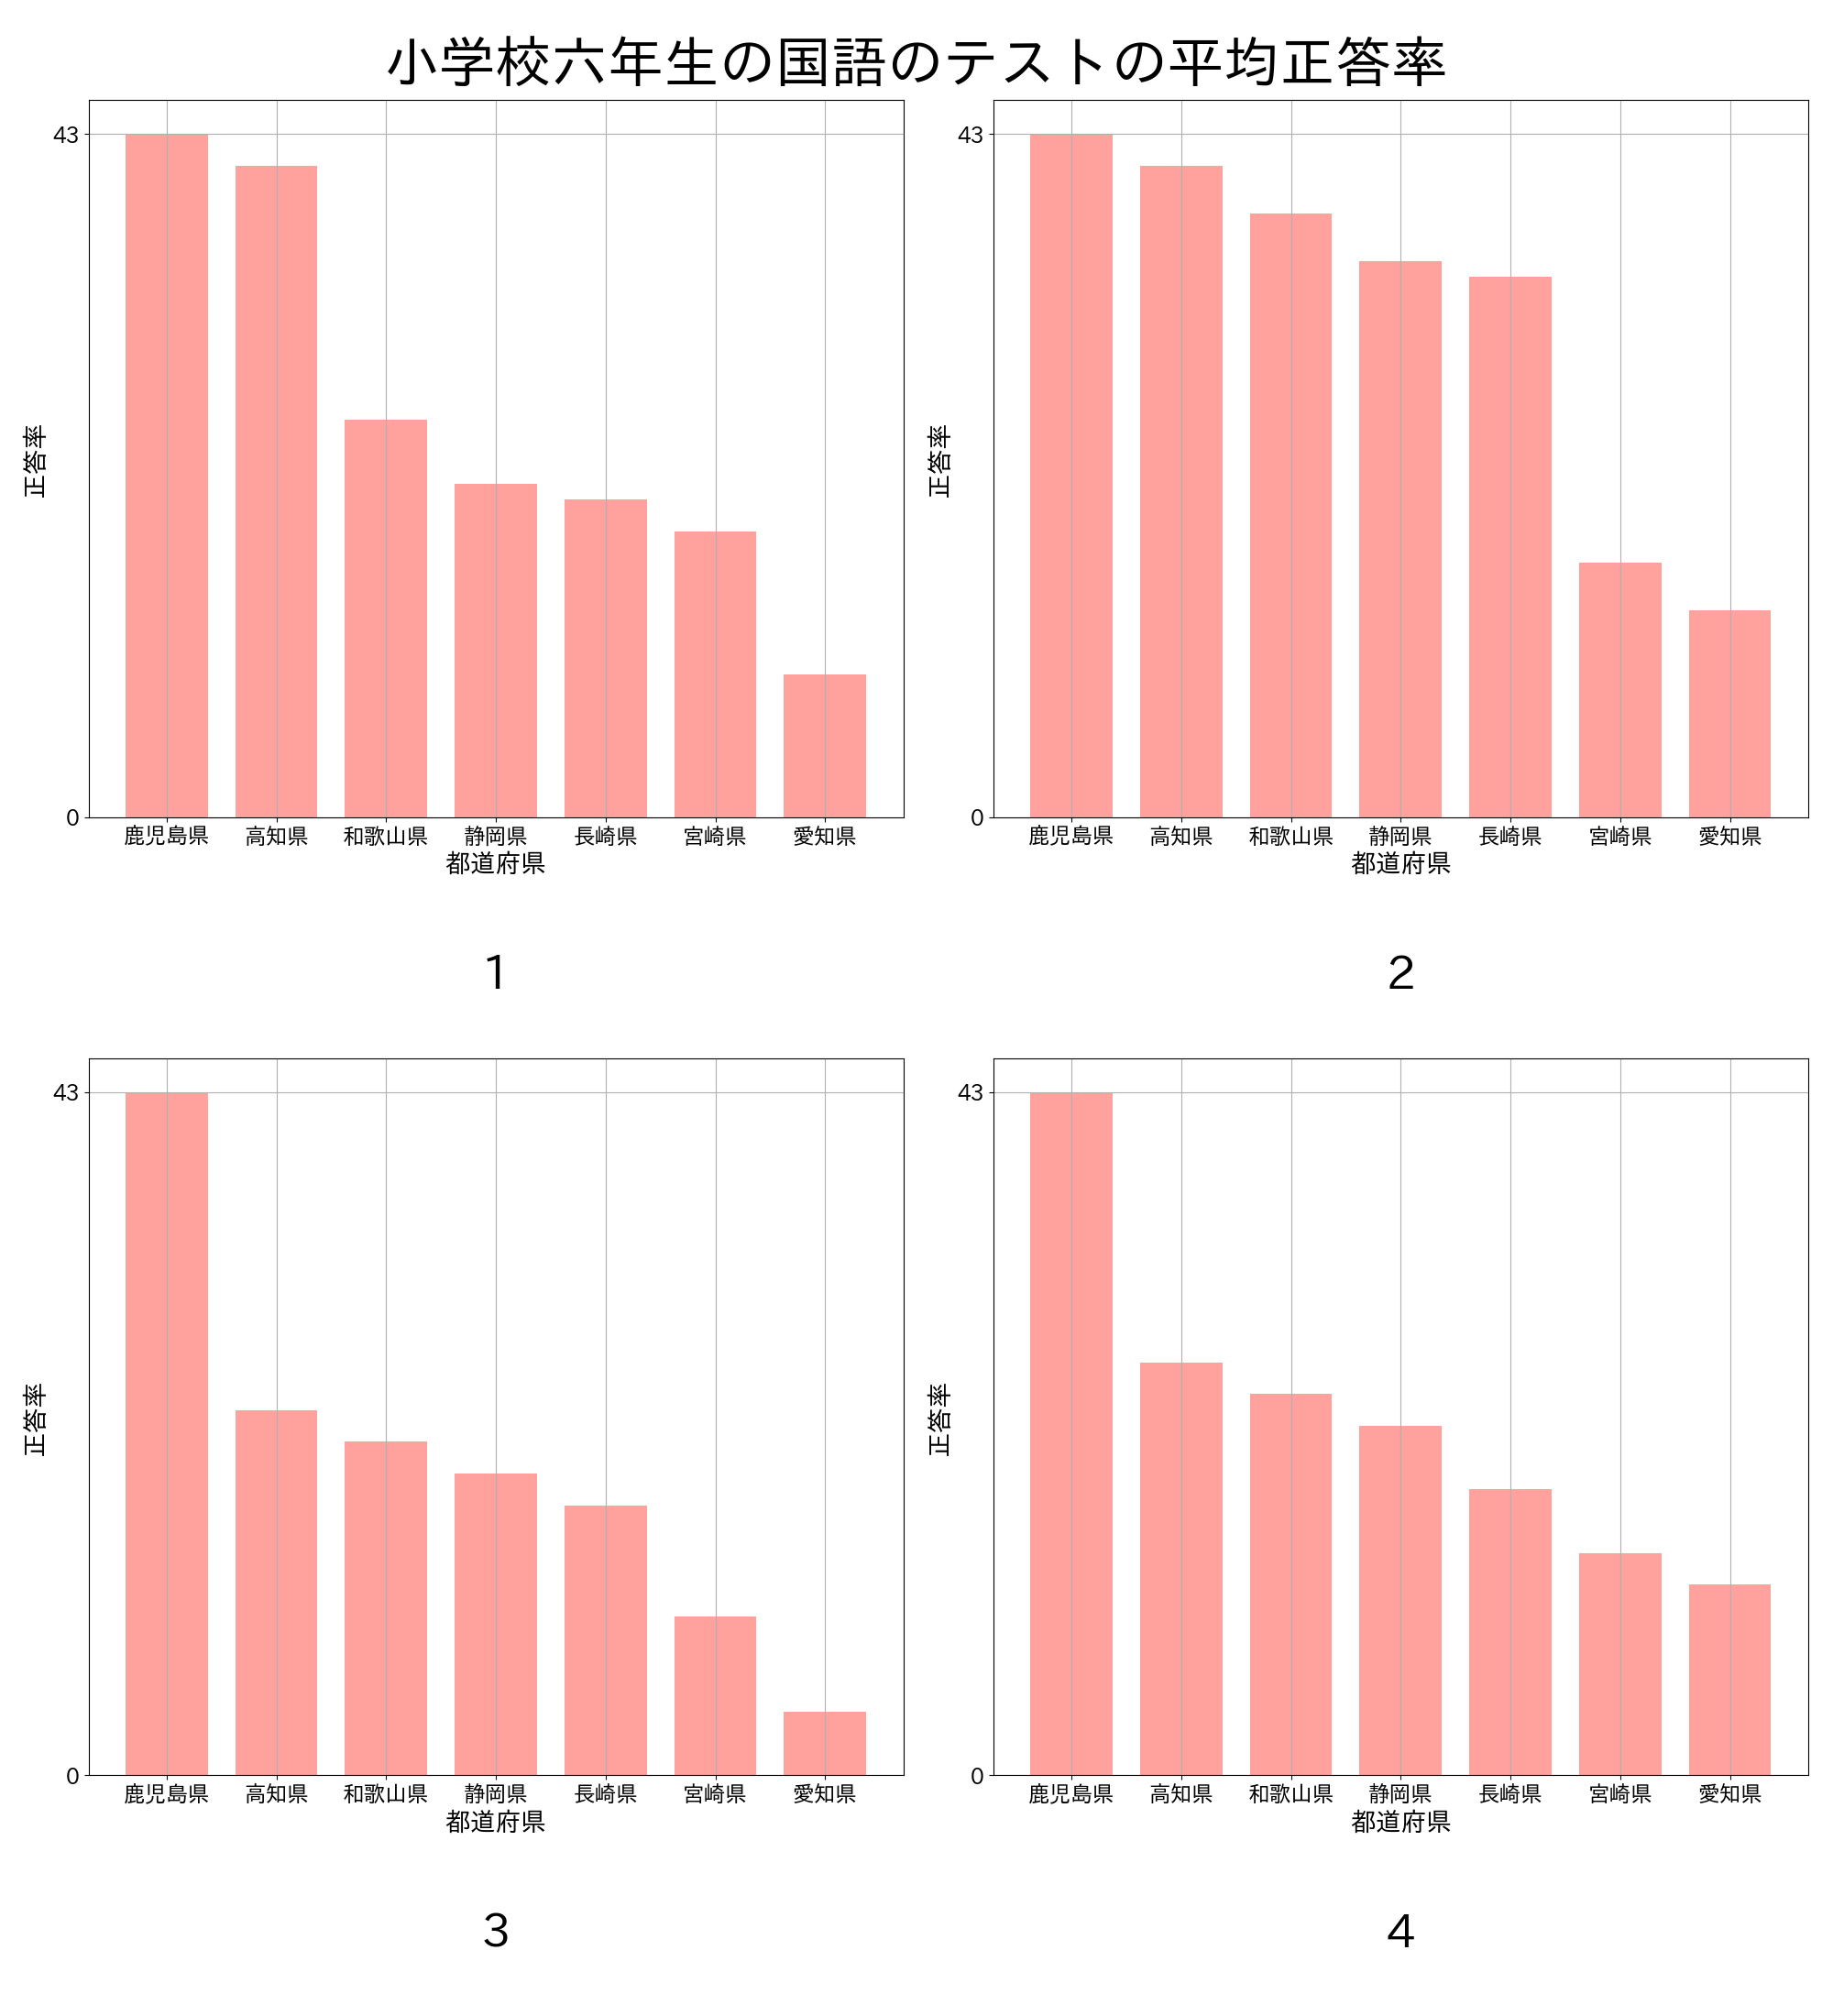 小学校六年生の国語のテストの平均正答率
43
正答率
0
鹿児島県 高知県 和歌山県 静岡県 長崎県 宮崎県 愛知県
都道府県
1
43
正答率
0
鹿児島県 高知県 和歌山県 静岡県 長崎県 宮崎県 愛知県
都道府県
2
43
正答率
0
鹿児島県 高知県 和歌山県 静岡県 長崎県 宮崎県 愛知県
都道府県
3
43
正答率
0
鹿児島県 高知県 和歌山県 静岡県 長崎県 宮崎県 愛知県
都道府県
4